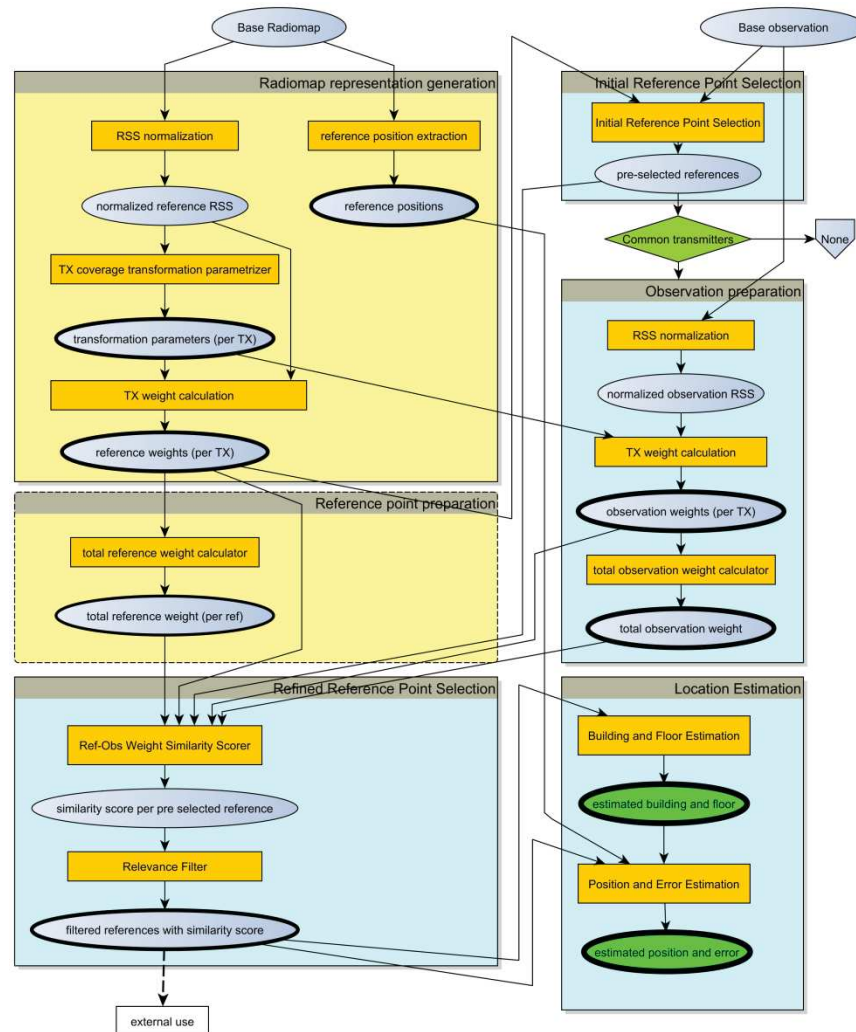 Base Radiomap
Base observation
Radiomap representation generation
RSS normalization
reference position extraction
normalized reference RSS
reference positions
TX coverage transformation parametrizer
transformation parameters (per TX)
TX weight calculation
reference weights (per TX)
Initial Reference Point Selection
Initial Reference Point Selection
pre-selected references
Common transmitters
None
Observation preparation
RSS normalization
normalized observation RSS
TX weight calculation
observation weights (per TX)
total observation weight calculator
total observation weight
Reference point preparation
total reference weight calculator
total reference weight (per ref)
Refined Reference Point Selection
Ref-Obs Weight Similarity Scorer
similarity score per pre selected reference
Relevance Filter
filtered references with similarity score
external use
Location Estimation
Building and Floor Estimation
estimated building and floor
Position and Error Estimation
estimated position and error